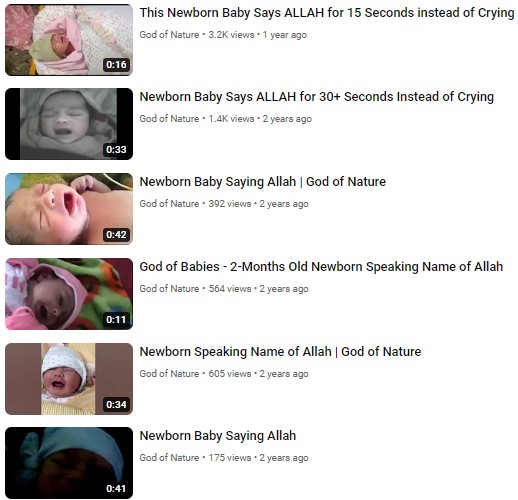 This Newborn Baby Says ALLAH for 15 Seconds instead of Crying
God of Nature • 3.2K views • 1 year ago
0:16
Newborn Baby Says ALLAH for 30+ Seconds Instead of Crying
God of Nature • 1.4K views • 2 years ago
0:33
Newborn Baby Saying Allah | God of Nature
God of Nature • 392 views • 2 years ago
0:42
God of Babies - 2-Months Old Newborn Speaking Name of Allah
God of Nature • 564 views • 2 years ago
0:11
Newborn Speaking Name of Allah | God of Nature
God of Nature • 605 views • 2 years ago
0:34
Newborn Baby Saying Allah
God of Nature • 175 views • 2 years ago
0:41